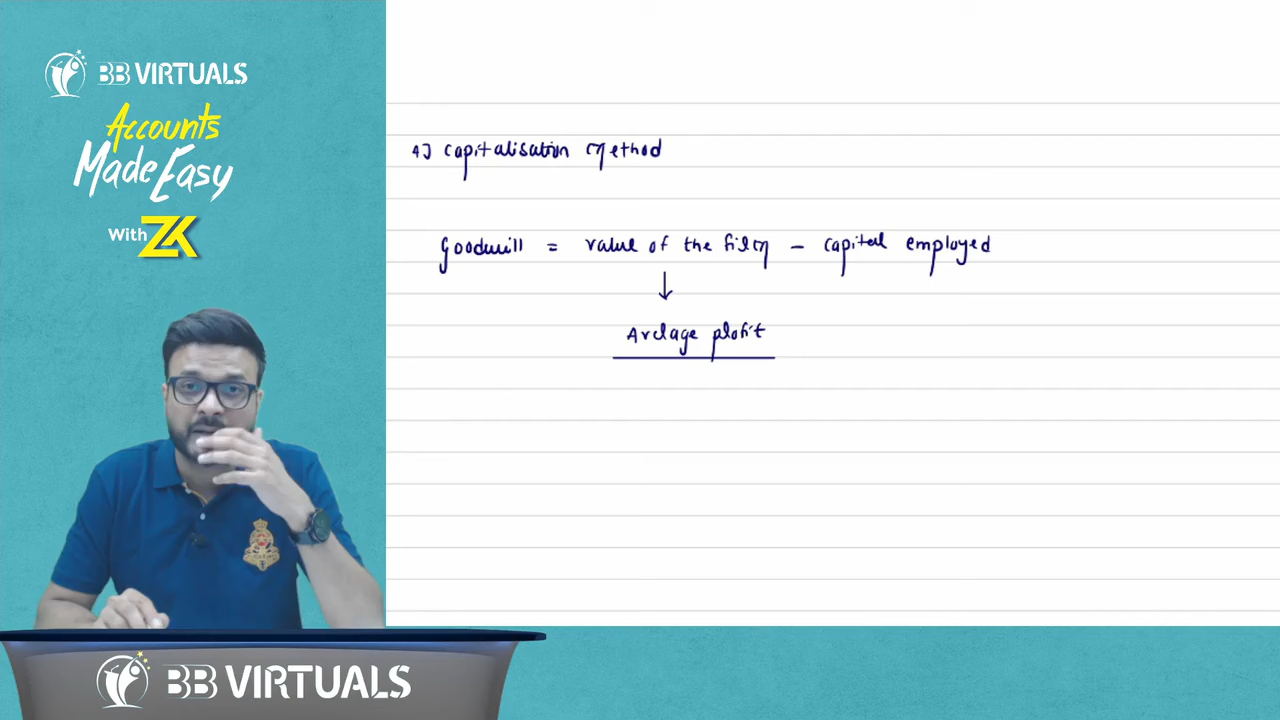 BB VIRTUALS
Accounts
Made Easy
With ZK
4] capitalisation method
Goodwill = value of the firm - capital employed
↓
Average profit
BB VIRTUALS